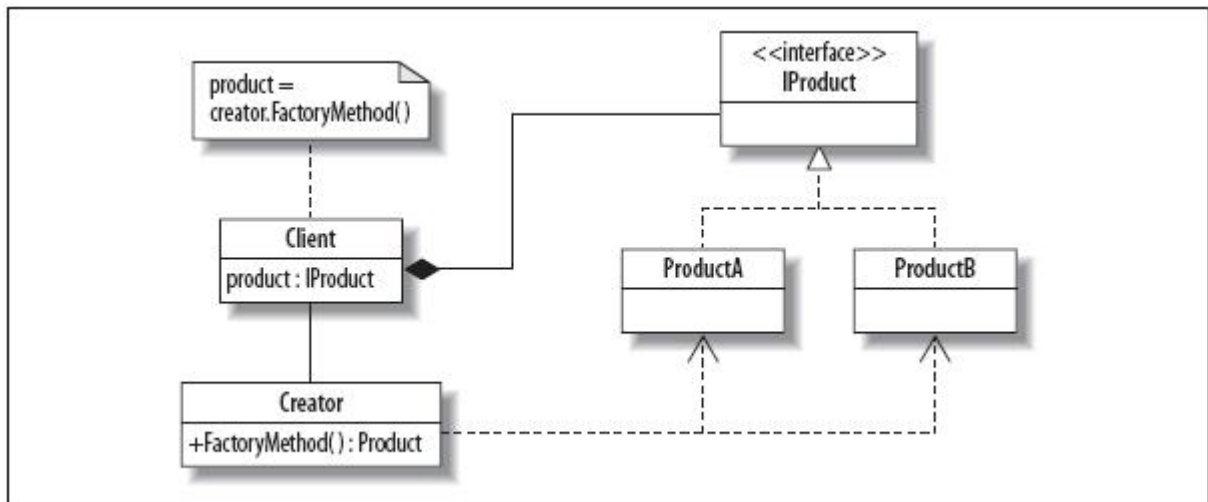 <<interface>>
IProduct
product =
creator.FactoryMethod()
Client
product : IProduct
ProductA
ProductB
Creator
+FactoryMethod() : Product